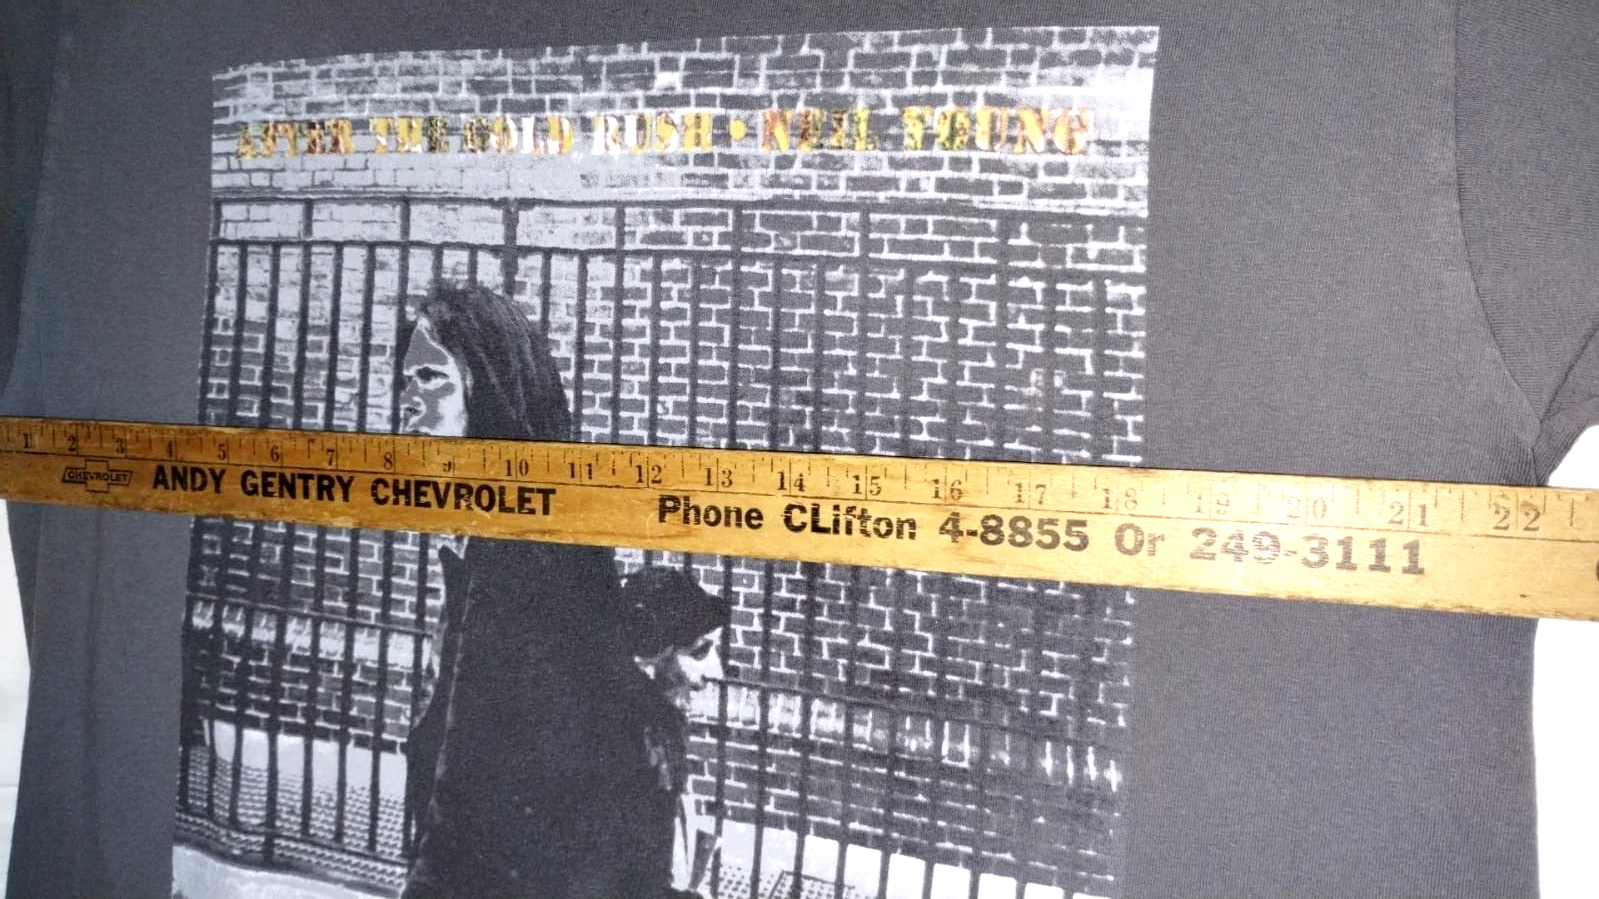 AFTER THE GOLD RUSH • NEIL YOUNG
1 2 3 4 5 6 7 8 9 10 11 12 13 14 15 16 17 18 19 20 21 22
CHEVROLET
ANDY GENTRY CHEVROLET Phone CLifton 4-8855 Or 249-3111